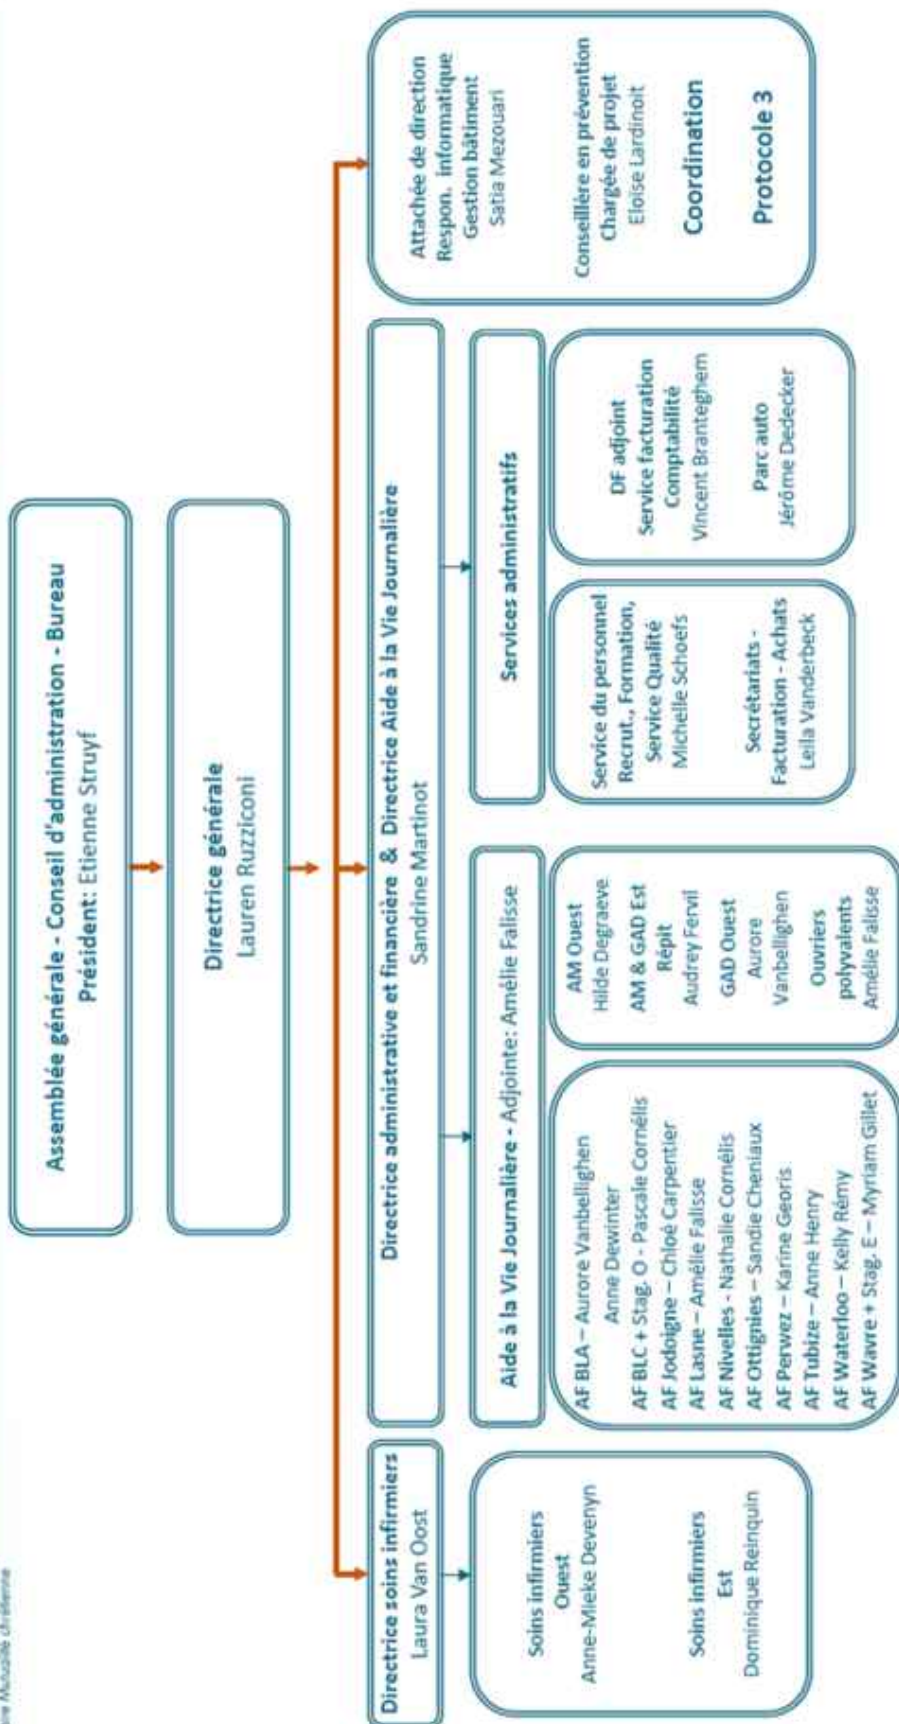 Mutualité chrétienne
Assemblée générale - Conseil d'administration - Bureau
Président: Etienne Struyf
Directrice générale
Lauren Ruzziconi
Directrice soins infirmiers
Laura Van Oost
Soins infirmiers
Ouest
Anne-Mieke Devenyn
Soins infirmiers
Est
Dominique Reinquin
Directrice administrative et financière & Directrice Aide à la Vie Journalière
Sandrine Martinot
Aide à la Vie Journalière - Adjointe: Amélie Falisse
AF BLA – Aurore Vanbellighen
Anne Dewinter
AF BLC + Stag. O - Pascale Cornélis
AF Jodoigne – Chloé Carpentier
AF Lasne – Amélie Falisse
AF Nivelles - Nathalie Cornélis
AF Ottignies – Sandie Cheniaux
AF Perwez – Karine Georis
AF Tubize – Anne Henry
AF Waterloo – Kelly Rémy
AF Wavre + Stag. E – Myriam Gillet
AM Ouest
Hilde Degraeve
AM & GAD Est
Répit
Audrey Fervil
GAD Ouest
Aurore
Vanbellighen
Ouvriers
polyvalents
Amélie Falisse
Services administratifs
Service du personnel
Recrut., Formation,
Service Qualité
Michelle Schoefs
Secrétariats -
Facturation - Achats
Leila Vanderbeck
DF adjoint
Service facturation
Comptabilité
Vincent Branteghem
Parc auto
Jérôme Dedecker
Attachée de direction
Respon. informatique
Gestion bâtiment
Satia Mezouari
Conseillère en prévention
Chargée de projet
Eloïse Lardinoit
Coordination
Protocole 3